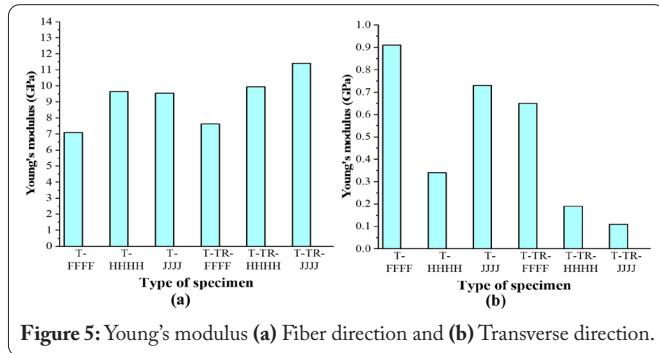 14
13
12
11
10
9
8
7
6
5
4
3
2
1
0
Young's modulus (GPa)
T-
FFFF
T-
HHHH
T-
JJJJ
T-TR-
FFFF
T-TR-
HHHH
T-TR-
JJJJ
Type of specimen
(a)
1.0
0.9
0.8
0.7
0.6
0.5
0.4
0.3
0.2
0.1
0.0
Young's modulus (GPa)
T-
FFFF
T-
HHHH
T-
JJJJ
T-TR-
FFFF
T-TR-
HHHH
T-TR-
JJJJ
Type of specimen
(b)
Figure 5: Young's modulus (a) Fiber direction and (b) Transverse direction.